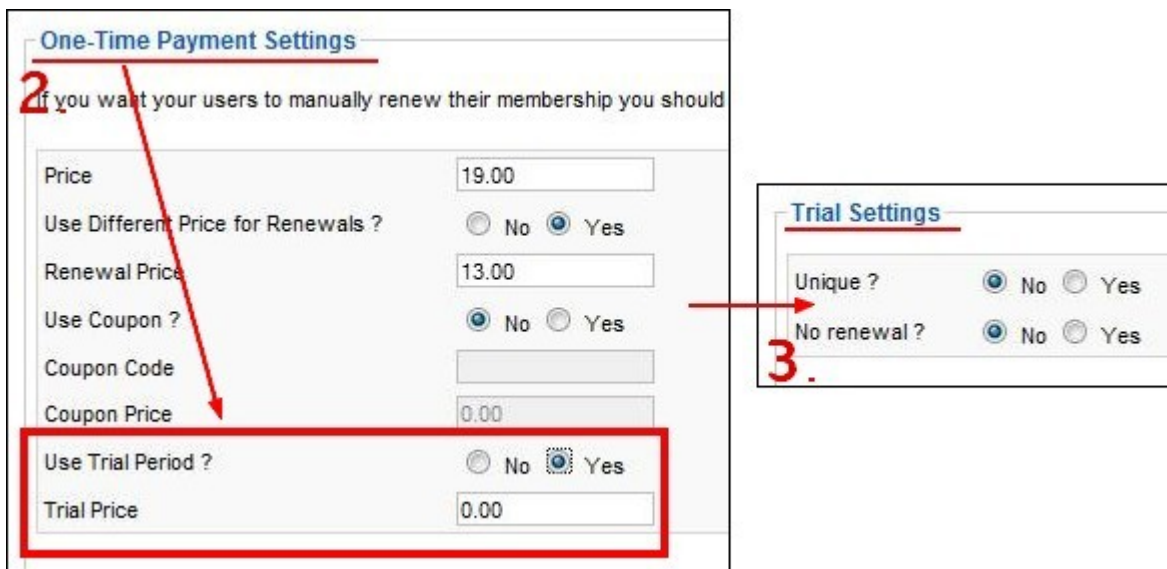 One-Time Payment Settings
2.
If you want your users to manually renew their membership you should
Price 19.00
Use Different Price for Renewals ? No Yes
Renewal Price 13.00
Use Coupon ? No Yes
Coupon Code
Coupon Price 0.00
Use Trial Period ? No Yes
Trial Price 0.00
Trial Settings
Unique ? No Yes
No renewal ? No Yes
3.